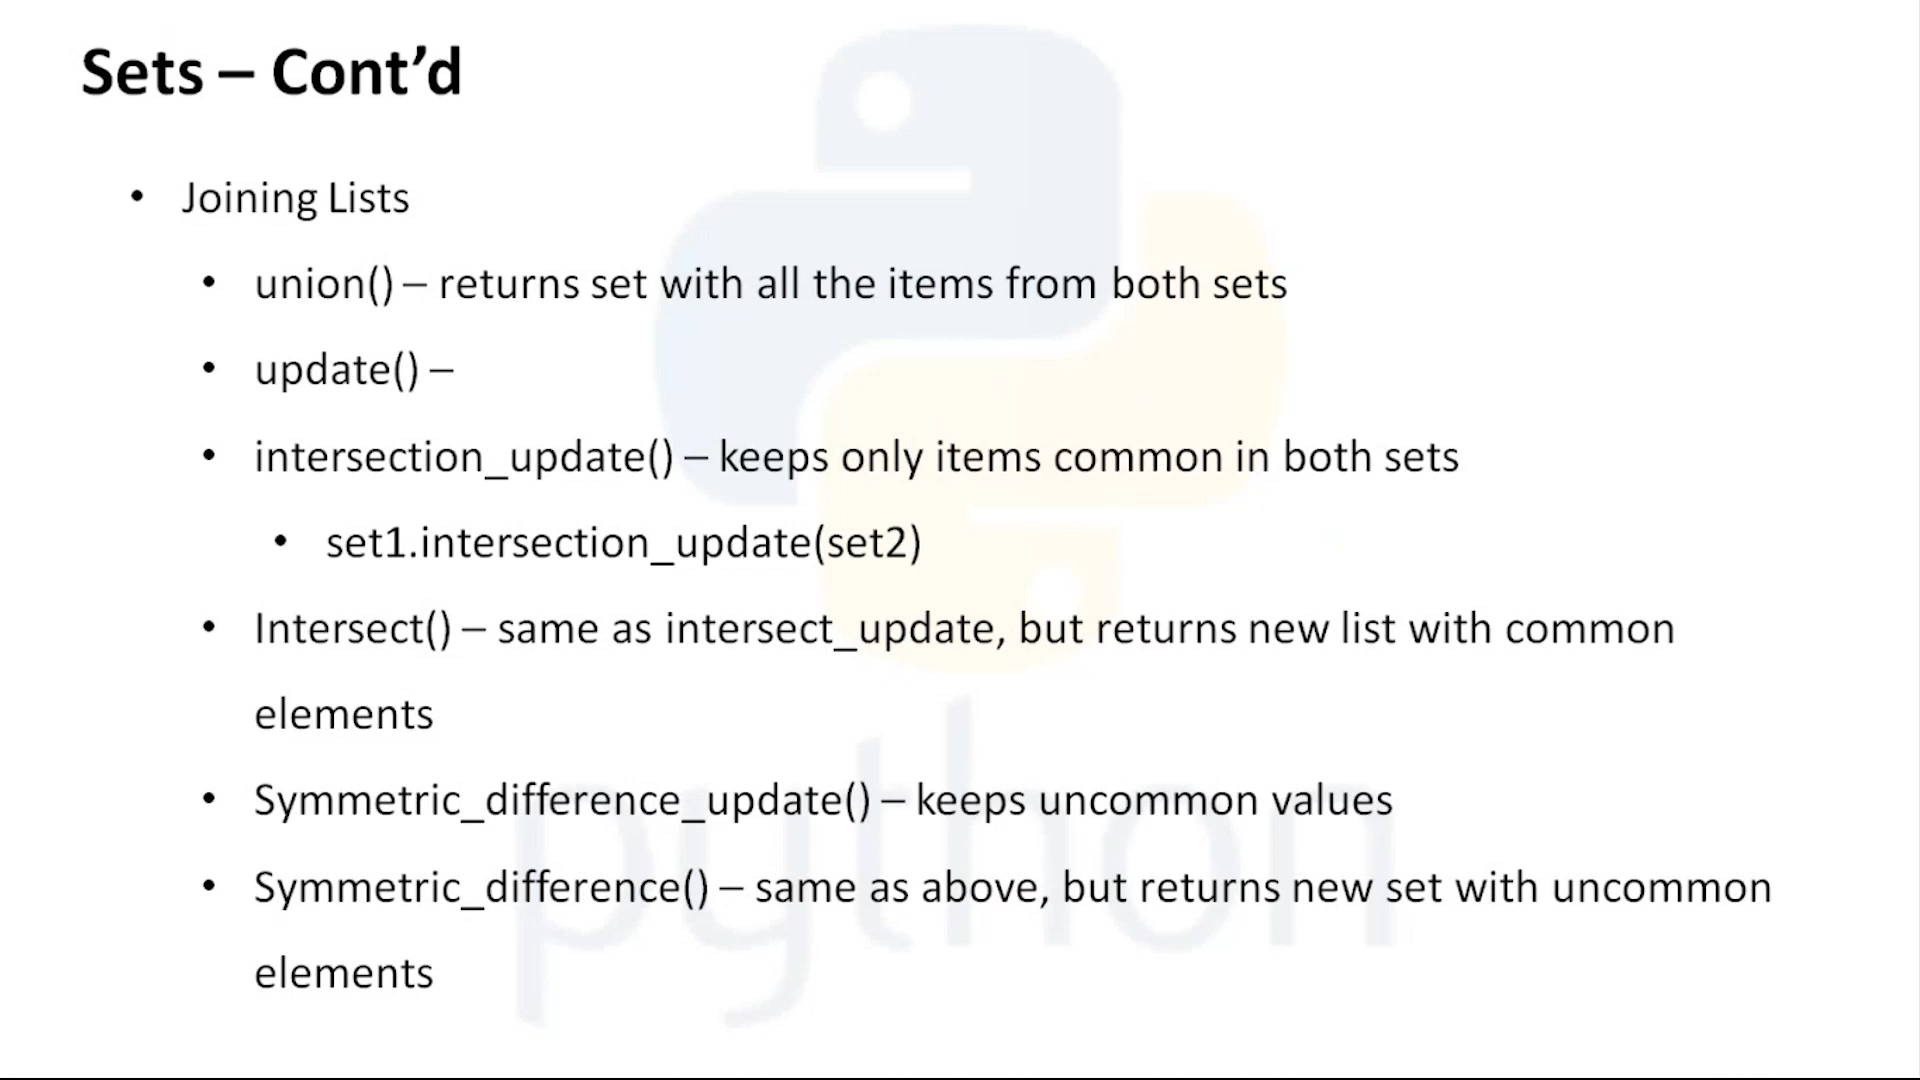 Sets – Cont’d
• Joining Lists
• union() – returns set with all the items from both sets
• update() –
• intersection_update() – keeps only items common in both sets
• set1.intersection_update(set2)
• Intersect() – same as intersect_update, but returns new list with common
elements
• Symmetric_difference_update() – keeps uncommon values
• Symmetric_difference() – same as above, but returns new set with uncommon
elements
python